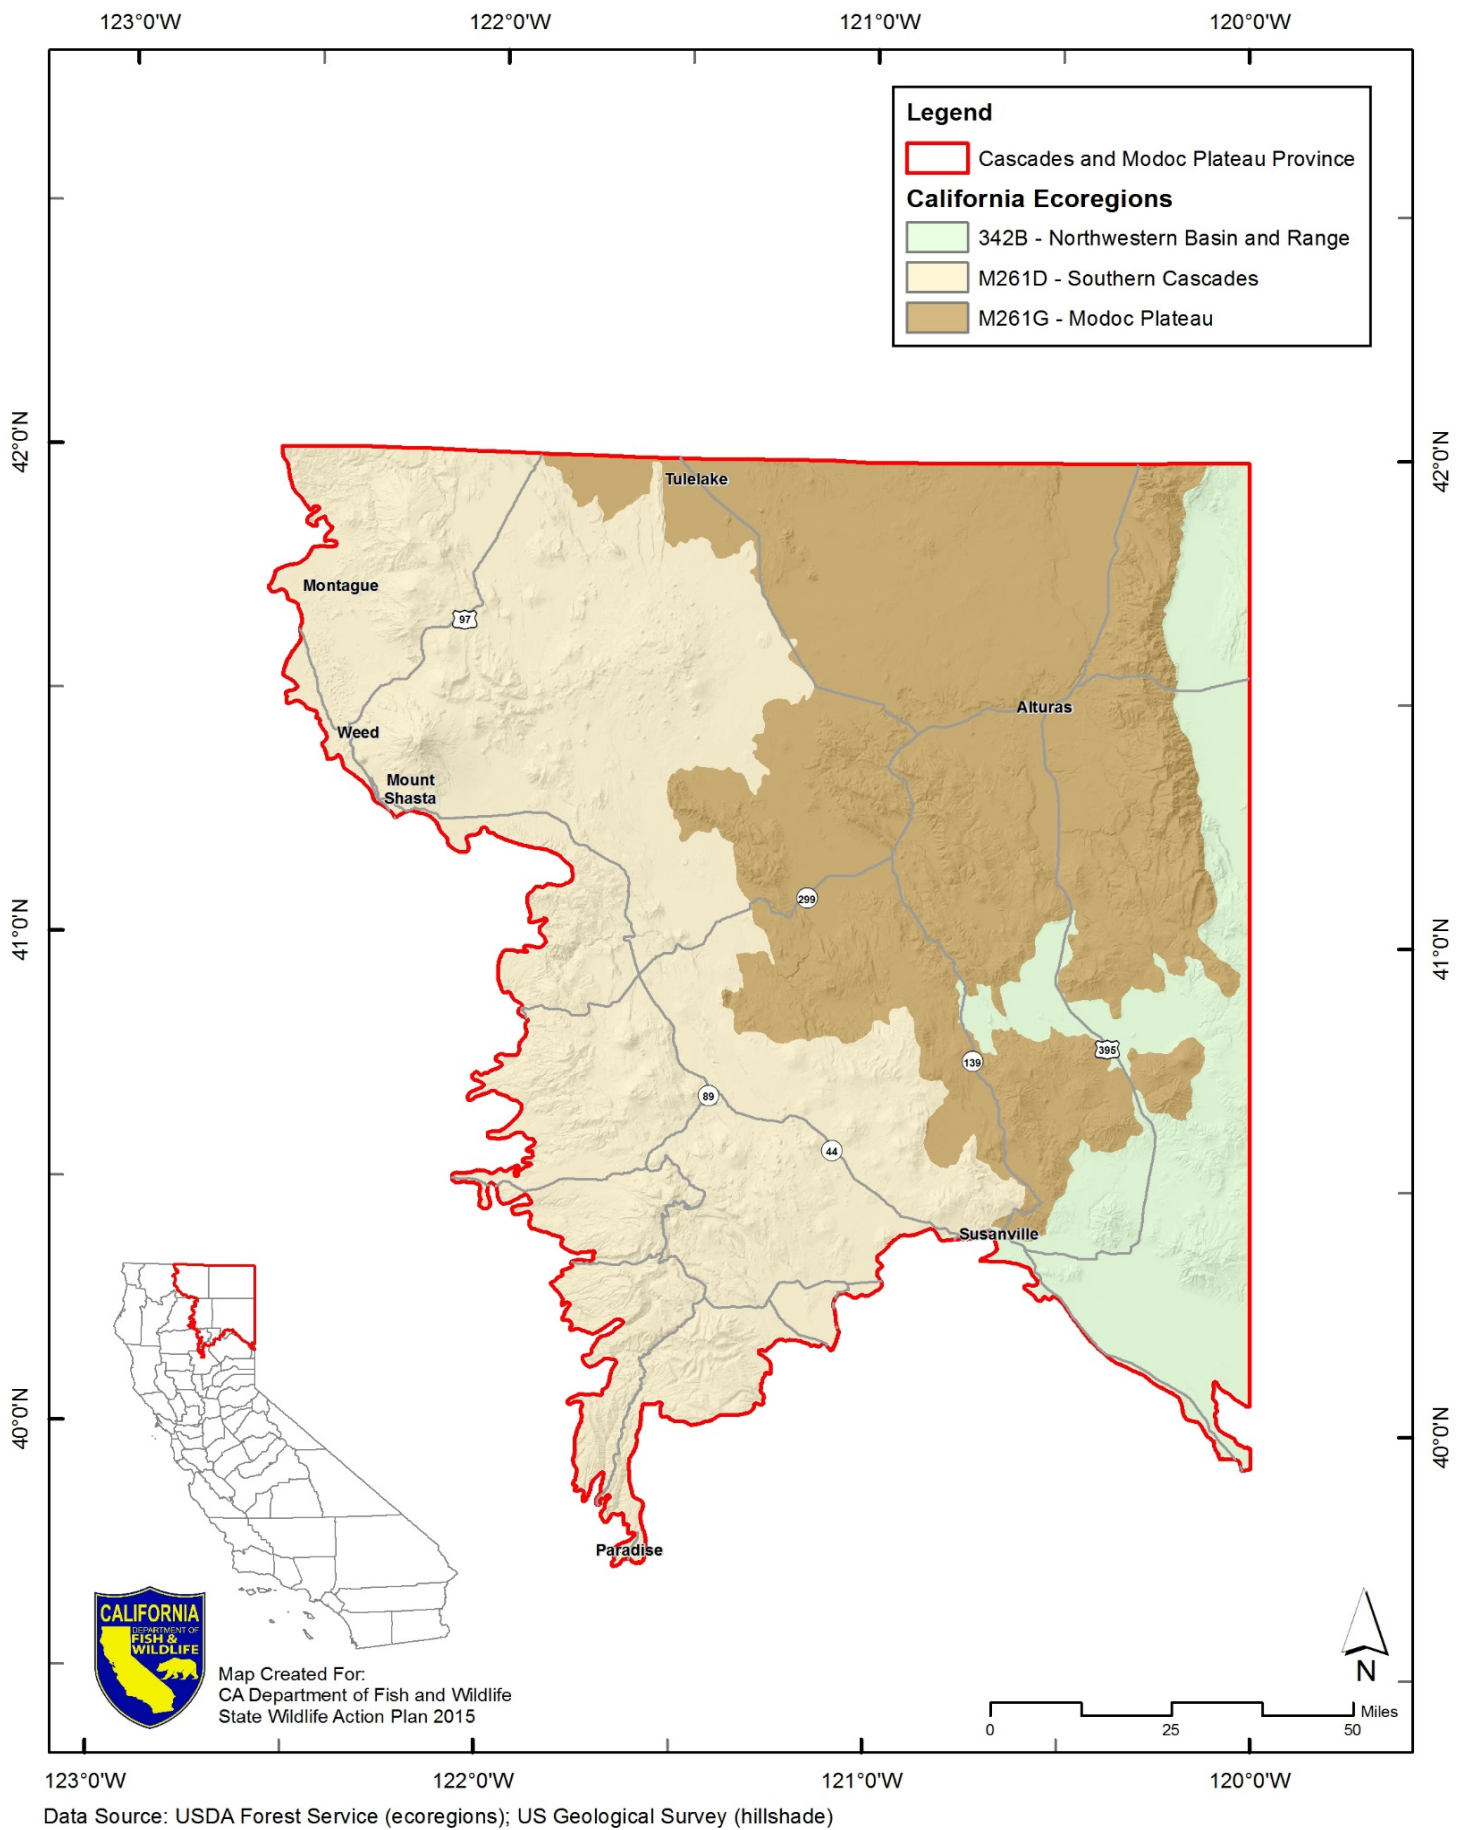 123°0'W 122°0'W 121°0'W 120°0'W
Legend
Cascades and Modoc Plateau Province
California Ecoregions
342B - Northwestern Basin and Range
M261D - Southern Cascades
M261G - Modoc Plateau
42°0'N
42°0'N
Tulelake
Montague
97
Alturas
Weed
Mount
Shasta
299
41°0'N
41°0'N
395
139
89
44
Susanville
40°0'N
40°0'N
Paradise
CALIFORNIA
DEPARTMENT OF
FISH &
WILDLIFE
Map Created For:
CA Department of Fish and Wildlife
State Wildlife Action Plan 2015
N
Miles
0 25 50
123°0'W 122°0'W 121°0'W 120°0'W
Data Source: USDA Forest Service (ecoregions); US Geological Survey (hillshade)